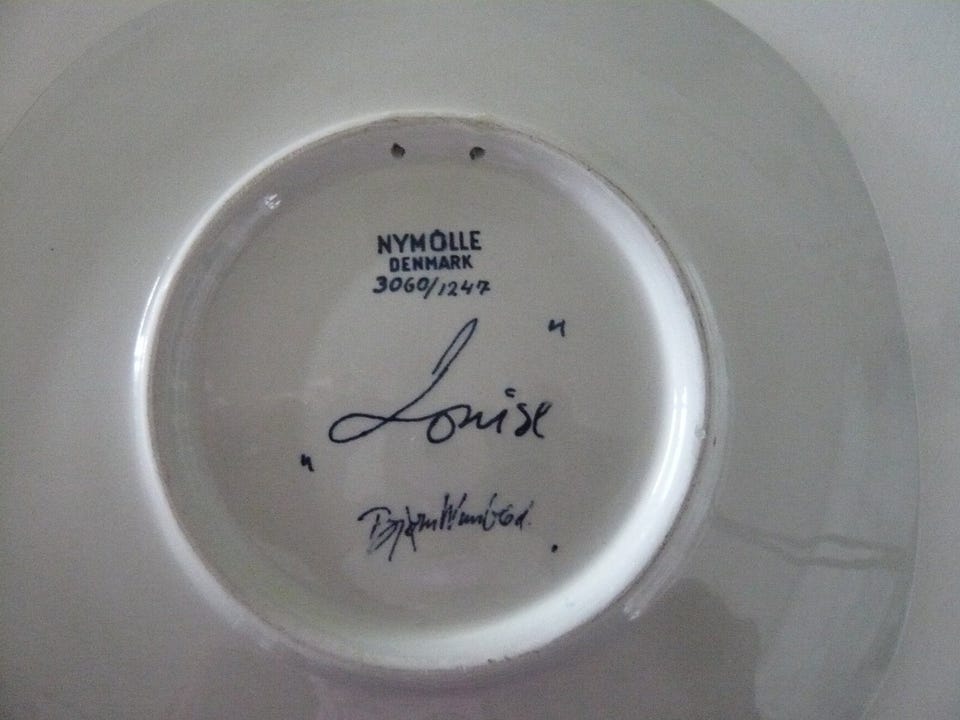 NYMÖLLE
DENMARK
3060/1247
„Louise"
Bjørn Wiinblad.